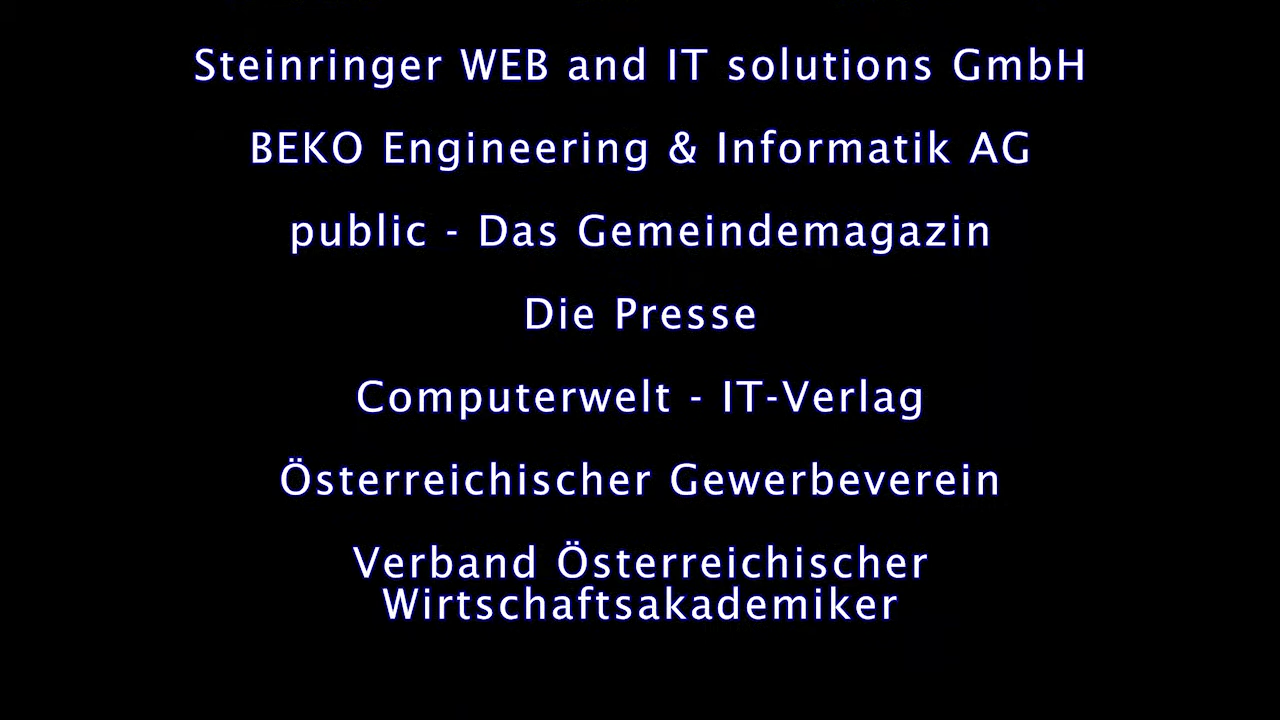 Steinringer WEB and IT solutions GmbH
BEKO Engineering & Informatik AG
public - Das Gemeindemagazin
Die Presse
Computerwelt - IT-Verlag
Österreichischer Gewerbeverein
Verband Österreichischer
Wirtschaftsakademiker